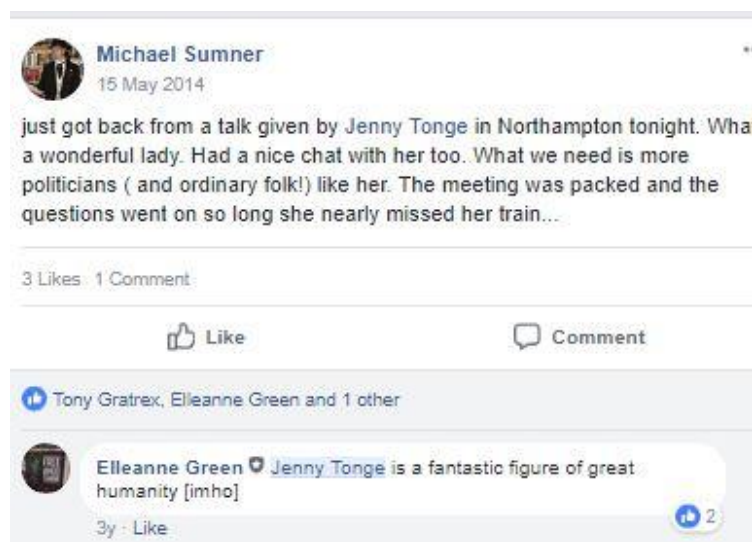 Michael Sumner
15 May 2014
just got back from a talk given by Jenny Tonge in Northampton tonight. Wha
a wonderful lady. Had a nice chat with her too. What we need is more
politicians ( and ordinary folk!) like her. The meeting was packed and the
questions went on so long she nearly missed her train...
3 Likes 1 Comment
Like Comment
Tony Gratrex, Elleanne Green and 1 other
Elleanne Green Jenny Tonge is a fantastic figure of great
humanity [imho]
2
3y · Like